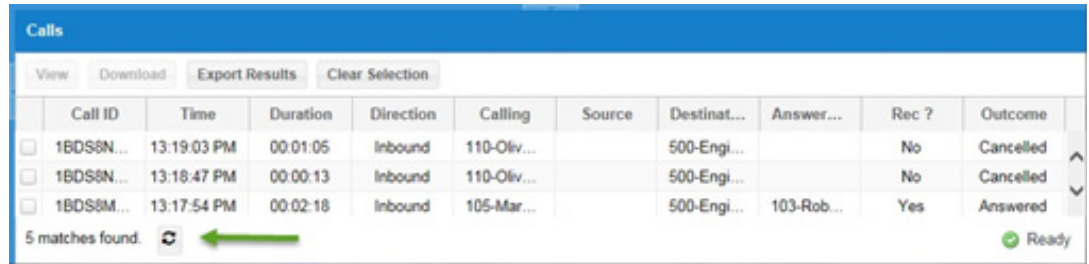 Calls
View Download Export Results Clear Selection
Call ID Time Duration Direction Calling Source Destinat... Answer... Rec ? Outcome
1BDS8N... 13:19:03 PM 00:01:05 Inbound 110-Oliv... 500-Engi... No Cancelled
1BDS8N... 13:18:47 PM 00:00:13 Inbound 110-Oliv... 500-Engi... No Cancelled
1BDS8M... 13:17:54 PM 00:02:18 Inbound 105-Mar... 500-Engi... 103-Rob... Yes Answered
5 matches found. Ready